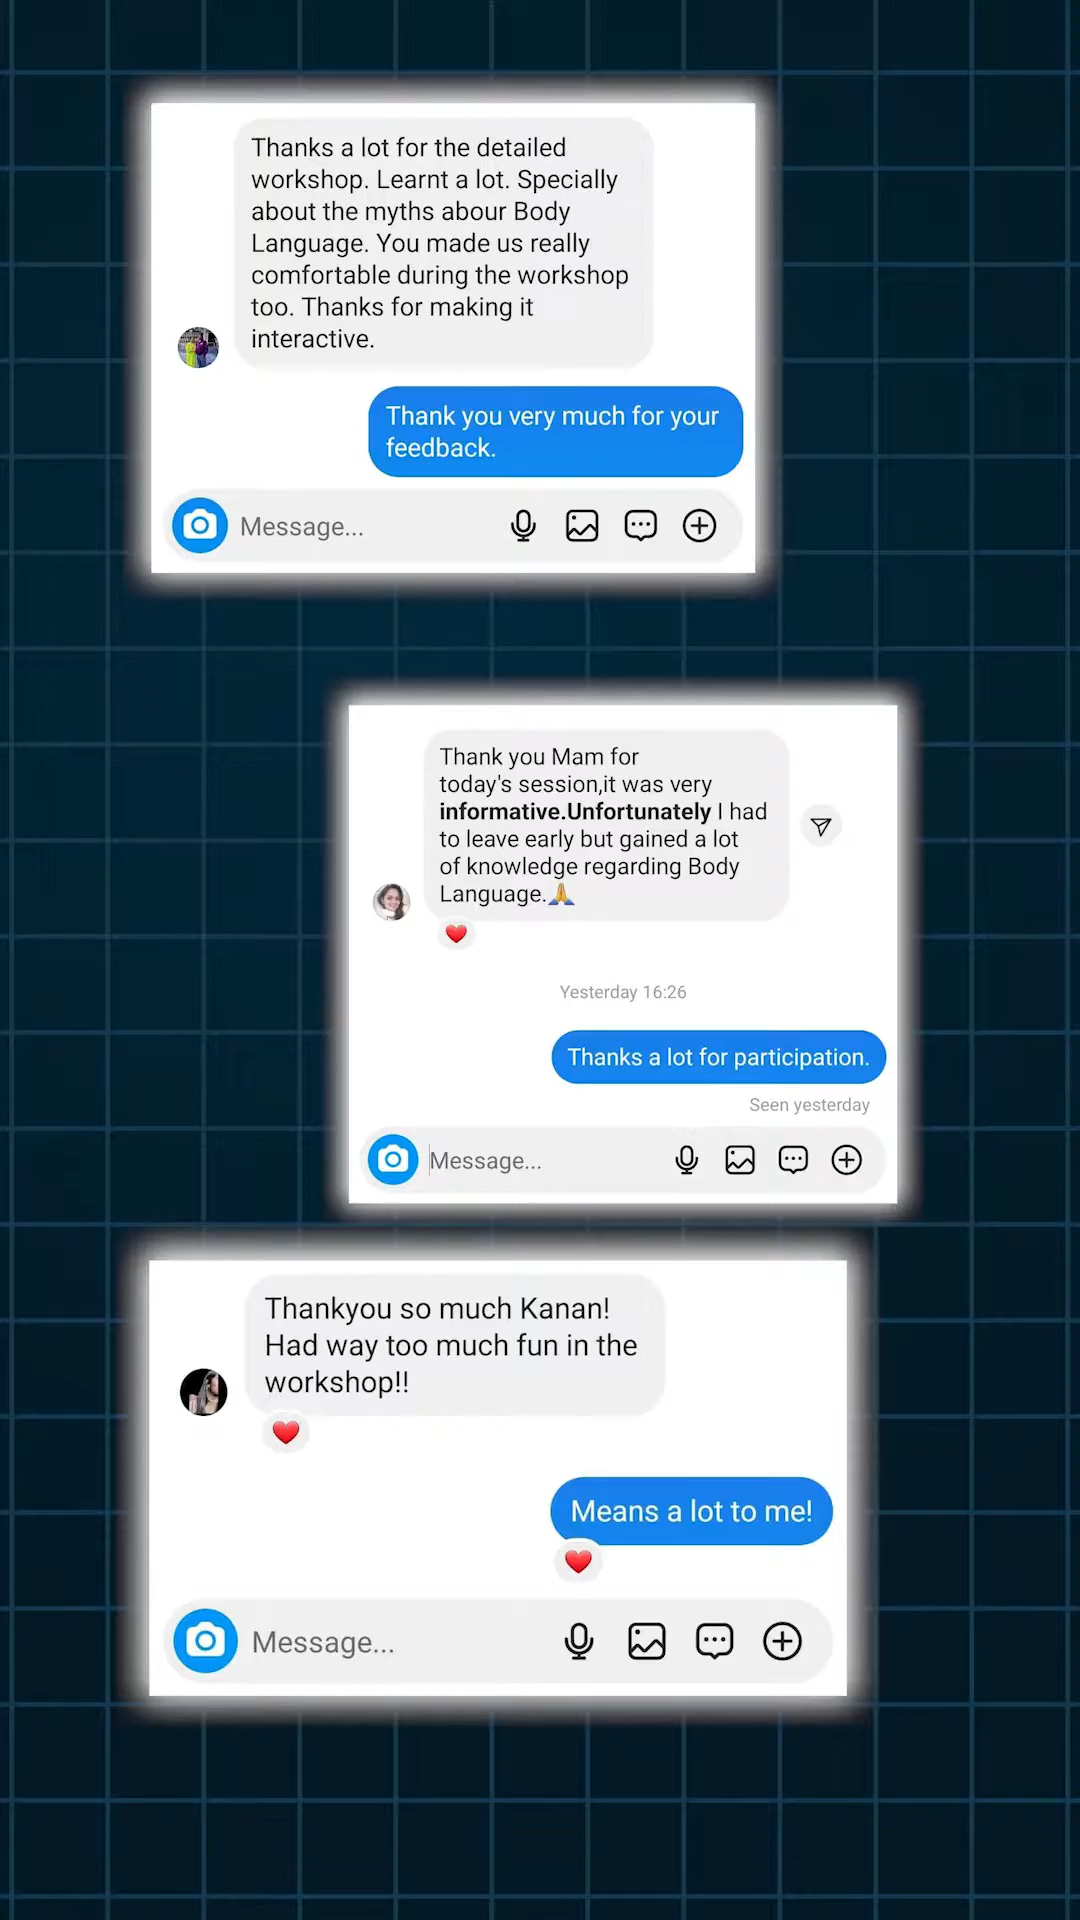 Thanks a lot for the detailed
workshop. Learnt a lot. Specially
about the myths abour Body
Language. You made us really
comfortable during the workshop
too. Thanks for making it
interactive.
Thank you very much for your
feedback.
Message...
Thank you Mam for
today's session,it was very
informative.Unfortunately I had
to leave early but gained a lot
of knowledge regarding Body
Language.🙏
Yesterday 16:26
Thanks a lot for participation.
Seen yesterday
Message...
Thankyou so much Kanan!
Had way too much fun in the
workshop!!
Means a lot to me!
Message...